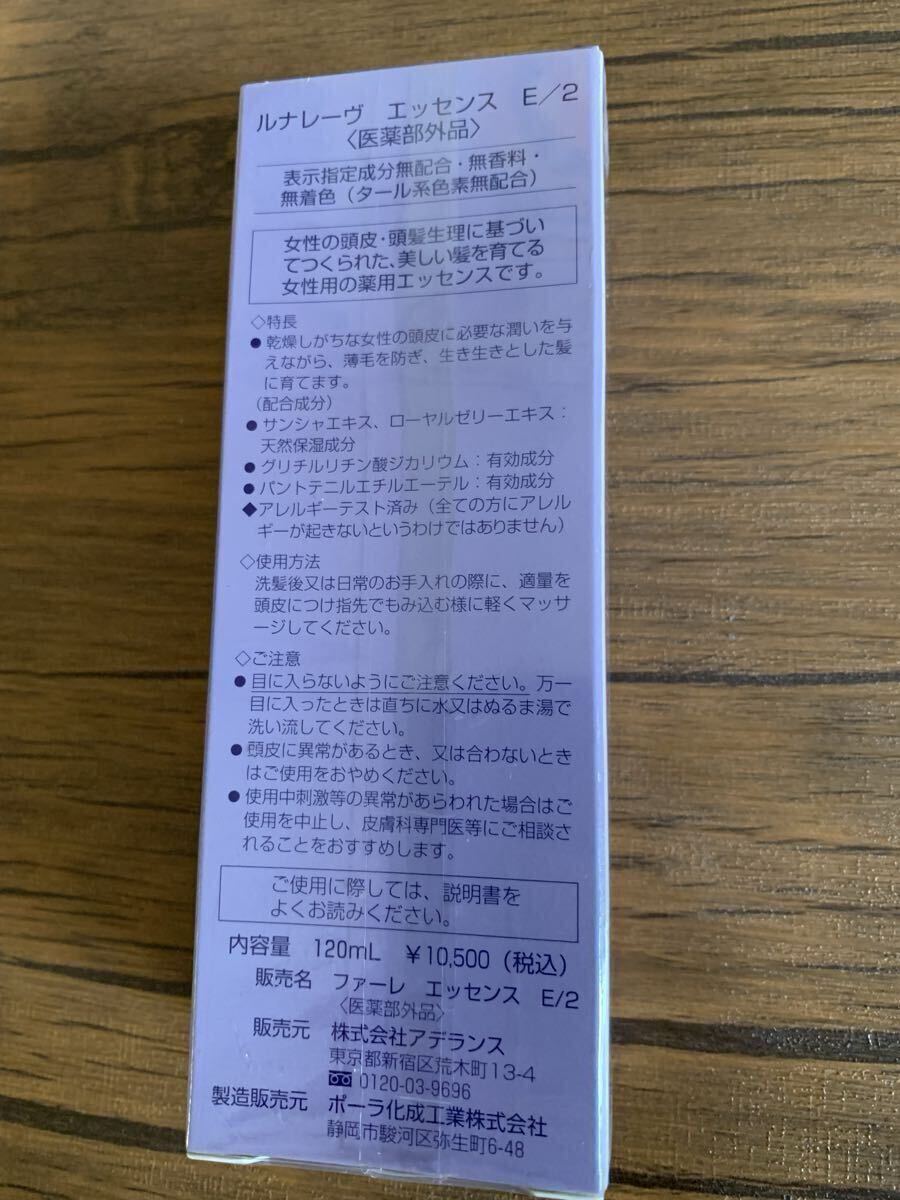 ルナレーヴ エッセンス E／2
〈医薬部外品〉
表示指定成分無配合・無香料・
無着色（タール系色素無配合）
女性の頭皮・頭髪生理に基づい
てつくられた、美しい髪を育てる
女性用の薬用エッセンスです。
◇特長
●乾燥しがちな女性の頭皮に必要な潤いを与
えながら、薄毛を防ぎ、生き生きとした髪
に育てます。
（配合成分）
●サンシャエキス、ローヤルゼリーエキス：
天然保湿成分
●グリチルリチン酸ジカリウム：有効成分
●パントテニルエチルエーテル：有効成分
◆アレルギーテスト済み（全ての方にアレル
ギーが起きないというわけではありません）
◇使用方法
洗髪後又は日常のお手入れの際に、適量を
頭皮につけ指先でもみ込む様に軽くマッサ
ージしてください。
◇ご注意
●目に入らないようにご注意ください。万一
目に入ったときは直ちに水又はぬるま湯で
洗い流してください。
●頭皮に異常があるとき、又は合わないとき
はご使用をおやめください。
●使用中刺激等の異常があらわれた場合はご
使用を中止し、皮膚科専門医等にご相談さ
れることをおすすめします。
ご使用に際しては、説明書を
よくお読みください。
内容量 120mL ￥10,500（税込）
販売名 ファーレ エッセンス E/2
〈医薬部外品〉
販売元 株式会社アデランス
東京都新宿区荒木町13-4
0120-03-9696
製造販売元 ポーラ化成工業株式会社
静岡市駿河区弥生町6-48